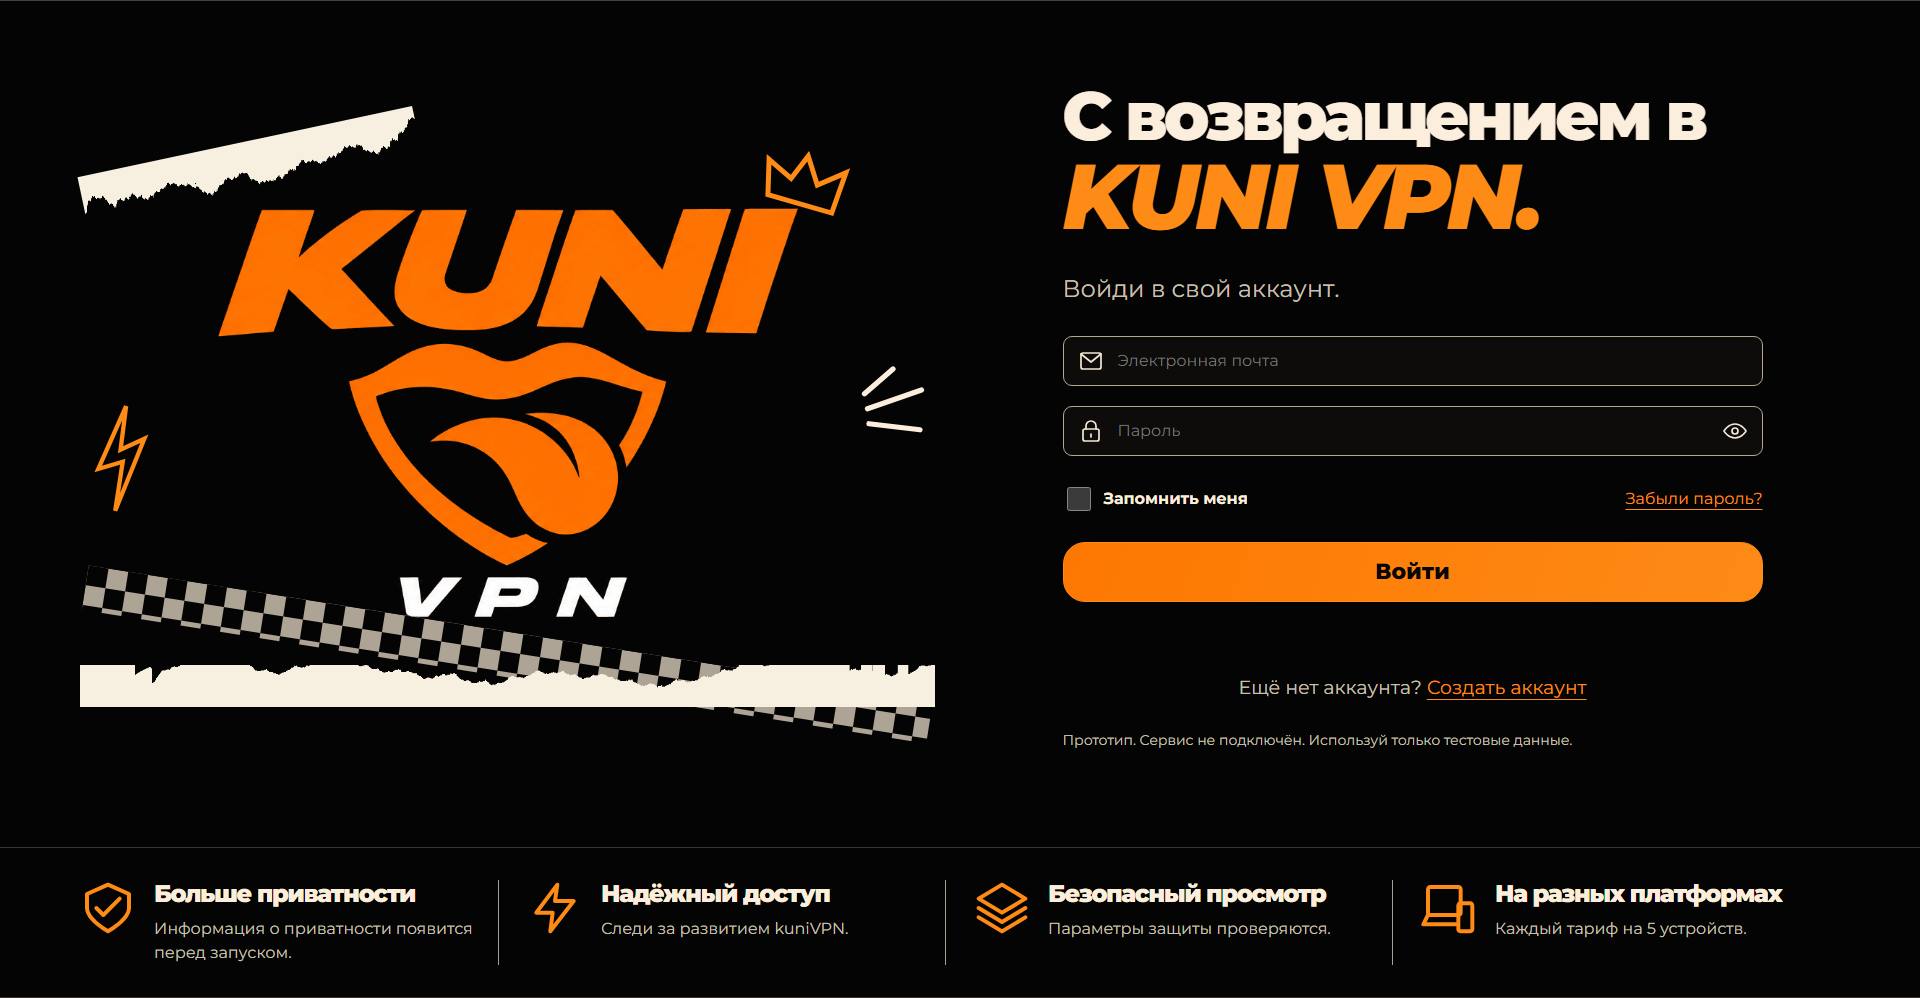 KUNI
VPN
С возвращением в
KUNI VPN.
Войди в свой аккаунт.
Электронная почта
Пароль
Запомнить меня
Забыли пароль?
Войти
Ещё нет аккаунта? Создать аккаунт
Прототип. Сервис не подключён. Используй только тестовые данные.
Больше приватности
Информация о приватности появится
перед запуском.
Надёжный доступ
Следи за развитием kuniVPN.
Безопасный просмотр
Параметры защиты проверяются.
На разных платформах
Каждый тариф на 5 устройств.